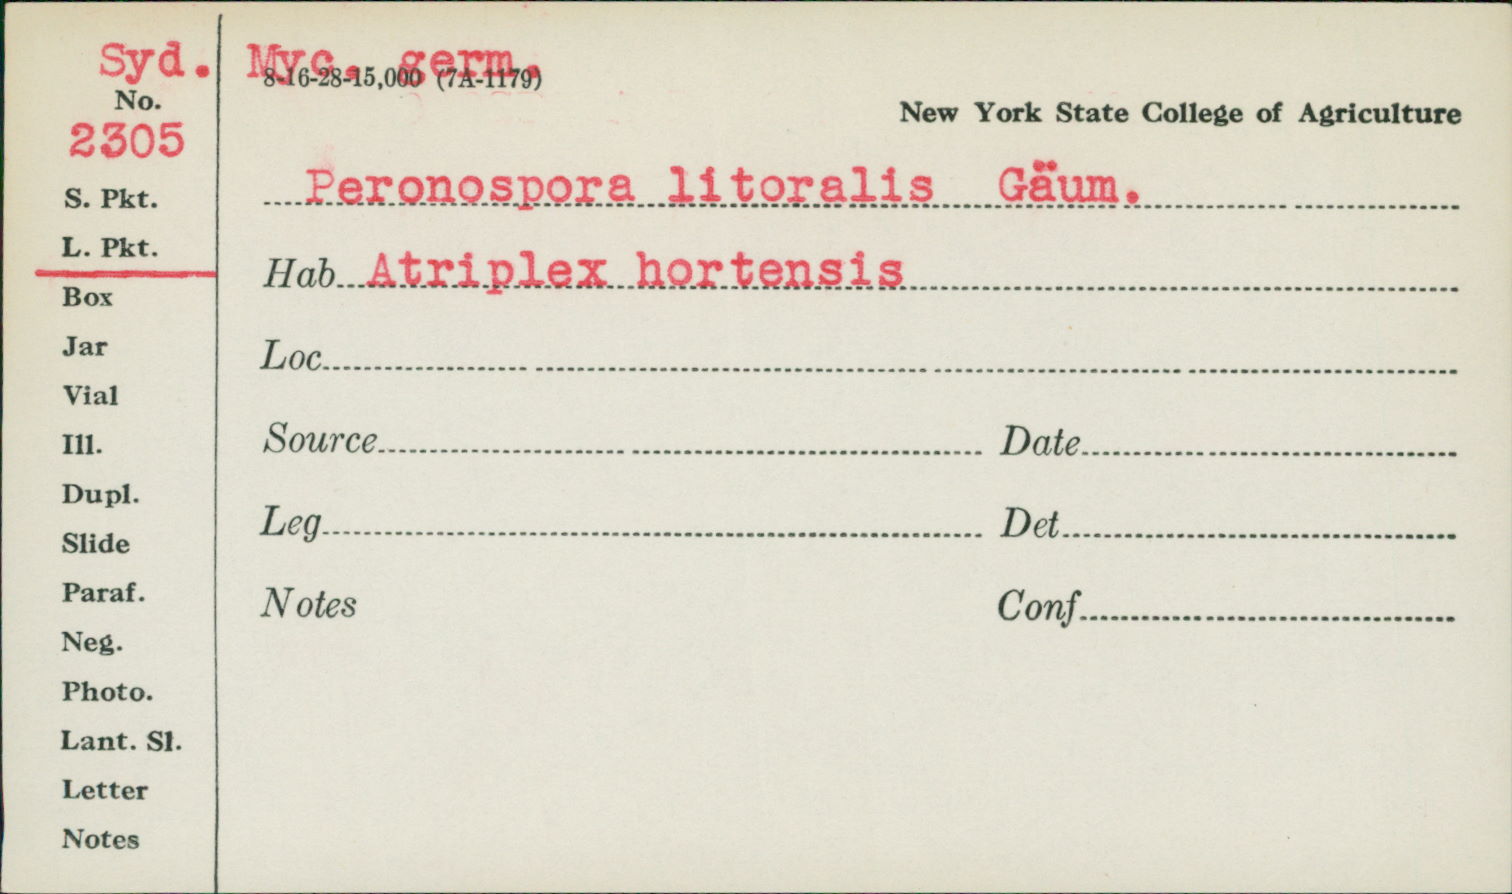 Syd. Myc. germ.
8-16-28-15,000 (7A-1179)
No.
2305
New York State College of Agriculture
Peronospora litoralis Gäum.
S. Pkt.
L. Pkt.
Hab Atriplex hortensis
Box
Jar
Loc
Vial
Ill.
Source Date
Dupl.
Slide
Leg Det
Paraf.
Notes Conf
Neg.
Photo.
Lant. Sl.
Letter
Notes